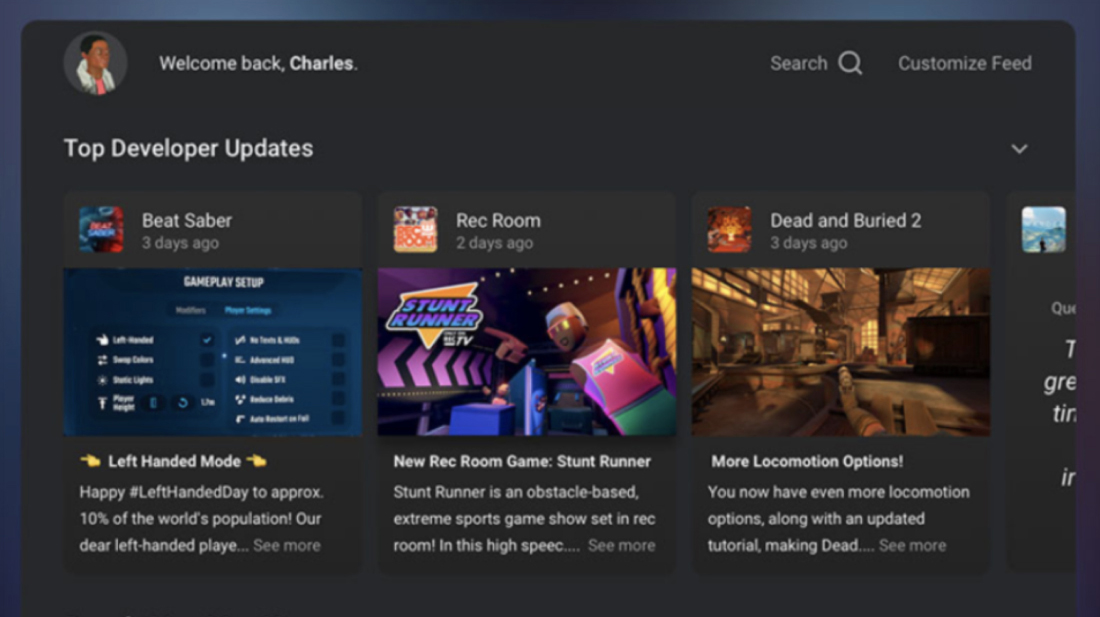 Welcome back, Charles.
Search
Customize Feed
Top Developer Updates
BEAT SABER
Beat Saber
3 days ago
GAMEPLAY SETUP
Modifiers Player Settings
Left-Handed
No Texts & HUDs
Swap Colors
Advanced HUD
Static Lights
Disable SFX
Player Height
Reduce Debris
Auto Restart on Fail
👈 Left Handed Mode 👈
Happy #LeftHandedDay to approx.
10% of the world's population! Our
dear left-handed playe... See more
REC ROOM
Rec Room
2 days ago
STUNT
RUNNER
New Rec Room Game: Stunt Runner
Stunt Runner is an obstacle-based,
extreme sports game show set in rec
room! In this high speec.... See more
Dead and Buried 2
3 days ago
More Locomotion Options!
You now have even more locomotion
options, along with an updated
tutorial, making Dead.... See more